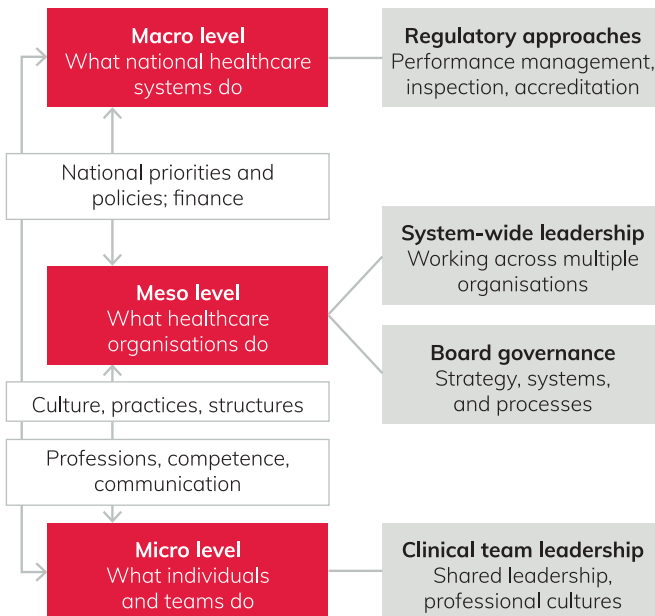 Macro level
What national healthcare
systems do
Regulatory approaches
Performance management,
inspection, accreditation
National priorities and
policies; finance
System-wide leadership
Working across multiple
organisations
Meso level
What healthcare
organisations do
Board governance
Strategy, systems,
and processes
Culture, practices, structures
Professions, competence,
communication
Micro level
What individuals
and teams do
Clinical team leadership
Shared leadership,
professional cultures